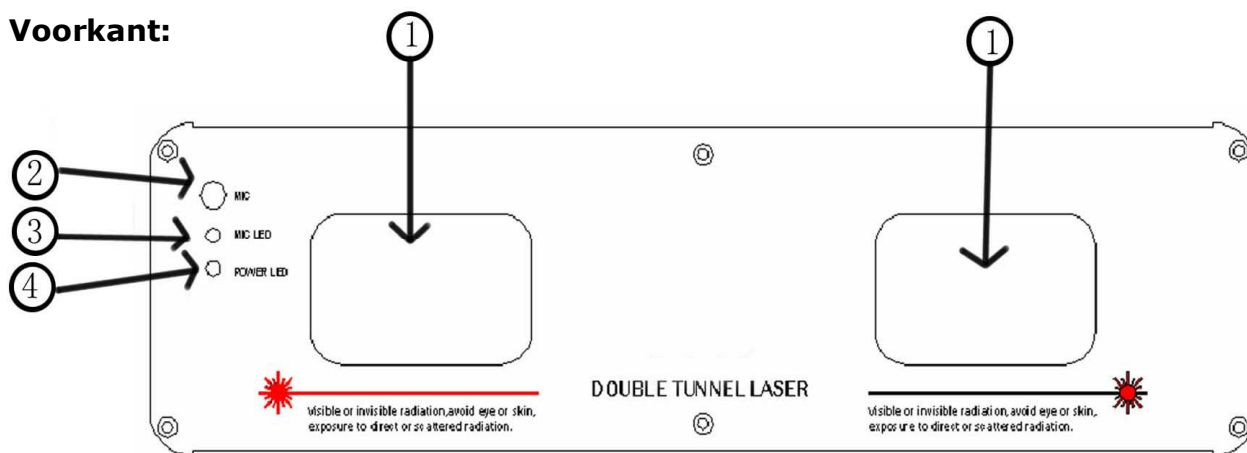 Voorkant:
1
1
2
MIC
3
MIC LED
4
POWER LED
DOUBLE TUNNEL LASER
Visible or invisible radiation,avoid eye or skin,
exposure to direct or scattered radiation.
Visible or invisible radiation,avoid eye or skin,
exposure to direct or scattered radiation.